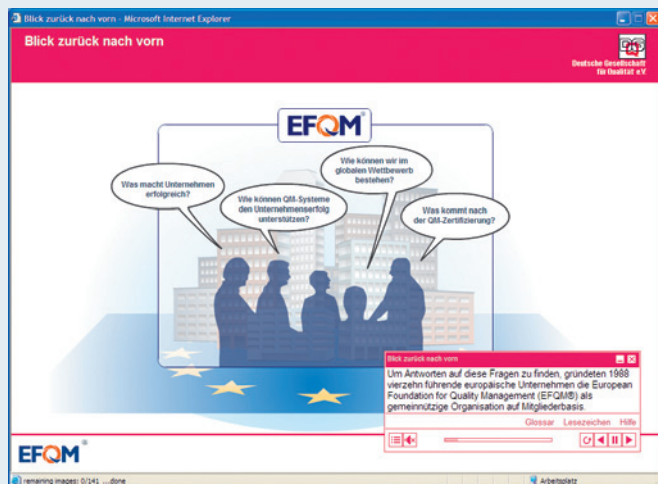 Blick zurück nach vorn - Microsoft Internet Explorer
Blick zurück nach vorn
Deutsche Gesellschaft
für Qualität e.V.
EFQM®
Was macht Unternehmen
erfolgreich?
Wie können QM-Systeme
den Unternehmenserfolg
unterstützen?
Wie können wir im
globalen Wettbewerb
bestehen?
Was kommt nach
der QM-Zertifizierung?
Blick zurück nach vorn
Um Antworten auf diese Fragen zu finden, gründeten 1988
vierzehn führende europäische Unternehmen die European
Foundation for Quality Management (EFQM®) als
gemeinnützige Organisation auf Mitgliederbasis.
Glossar Lesezeichen Hilfe
EFQM®
remaining images: 0/141 ...done
Arbeitsplatz